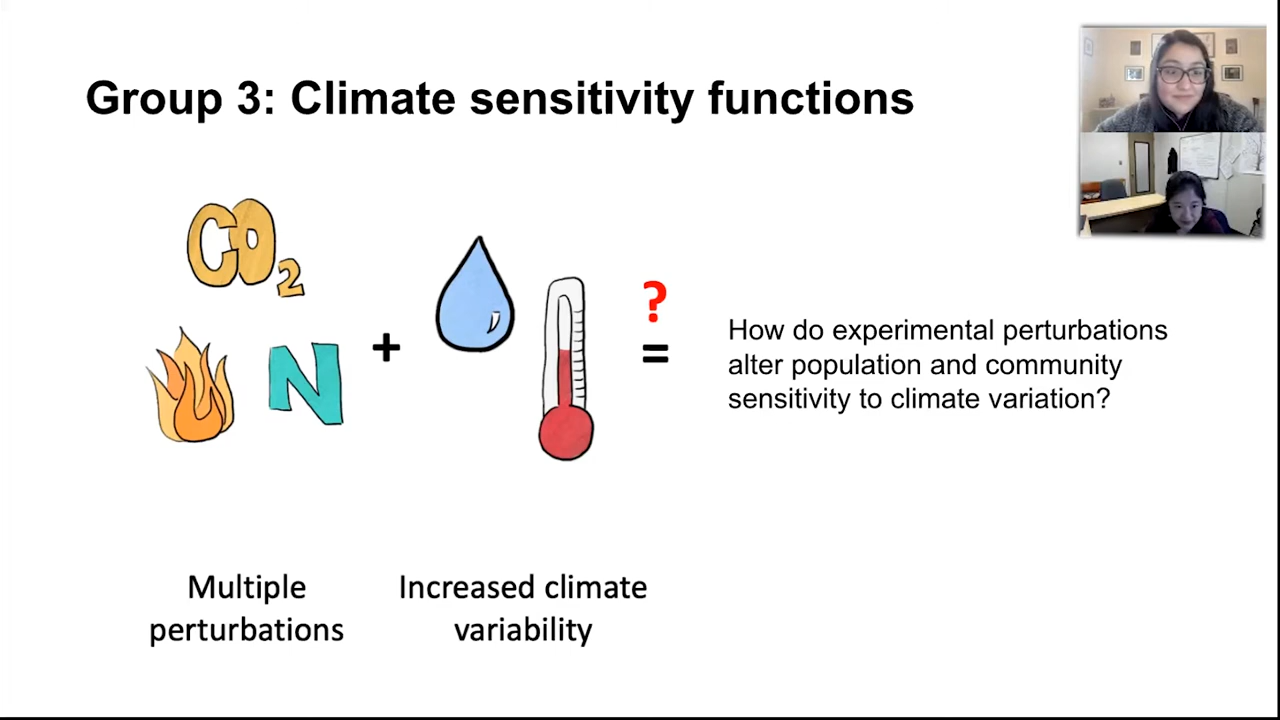 Group 3: Climate sensitivity functions
CO2
N
+
?
=
How do experimental perturbations
alter population and community
sensitivity to climate variation?
Multiple
perturbations
Increased climate
variability